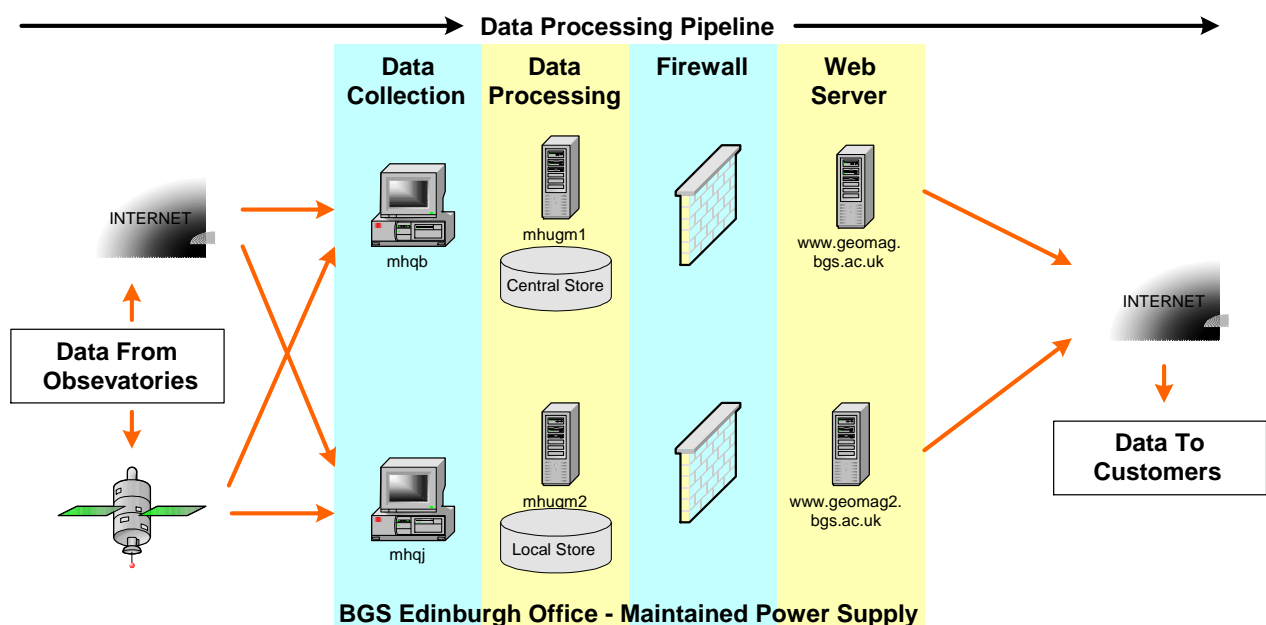 Data Processing Pipeline
Data
Collection
Data
Processing
Firewall
Web
Server
INTERNET
mhqb
mhugm1
Central Store
www.geomag.
bgs.ac.uk
INTERNET
Data From
Obsevatories
mhqj
mhugm2
Local Store
www.geomag2.
bgs.ac.uk
Data To
Customers
BGS Edinburgh Office - Maintained Power Supply